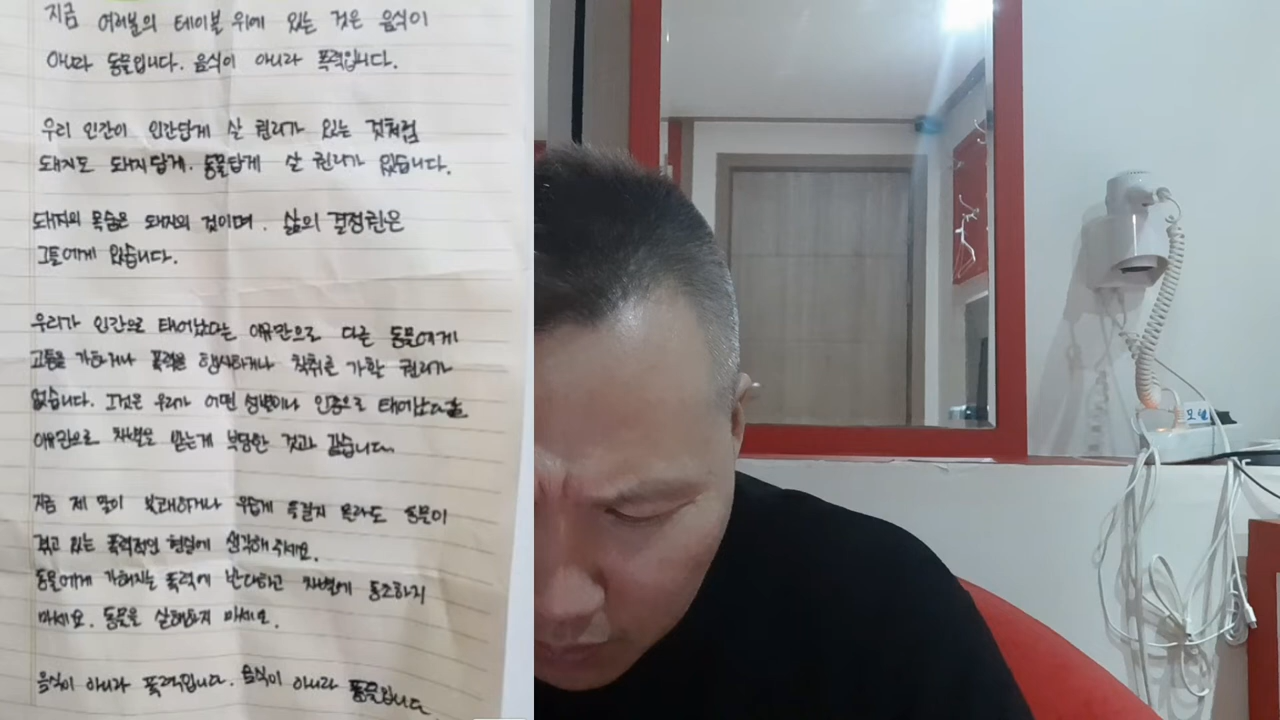 지금 여러분의 테이블 위에 있는 것은 음식이
아니라 동물입니다. 음식이 아니라 폭력입니다.
우리 인간이 인간답게 살 권리가 있는 것처럼
돼지도 돼지답게. 동물답게 살 권리가 있습니다.
돼지의 목숨은 돼지의 것이며. 삶의 결정권은
그들에게 있습니다.
우리가 인간으로 태어났다는 이유만으로 다른 동물에게
고통을 가하거나 폭력을 행사하거나 착취를 가할 권리가
없습니다. 그것은 우리가 어떤 성별이나 인종으로 태어났다는
이유만으로 차별을 받는게 부당한 것과 같습니다.
지금 제 말이 불쾌하거나 우습게 들릴지 몰라도 동물이
겪고 있는 폭력적인 현실에 생각해주세요.
동물에게 가해지는 폭력에 반대하고 차별에 동조하지
마세요. 동물을 살해하지 마세요.
음식이 아니라 폭력입니다. 음식이 아니라 동물입니다